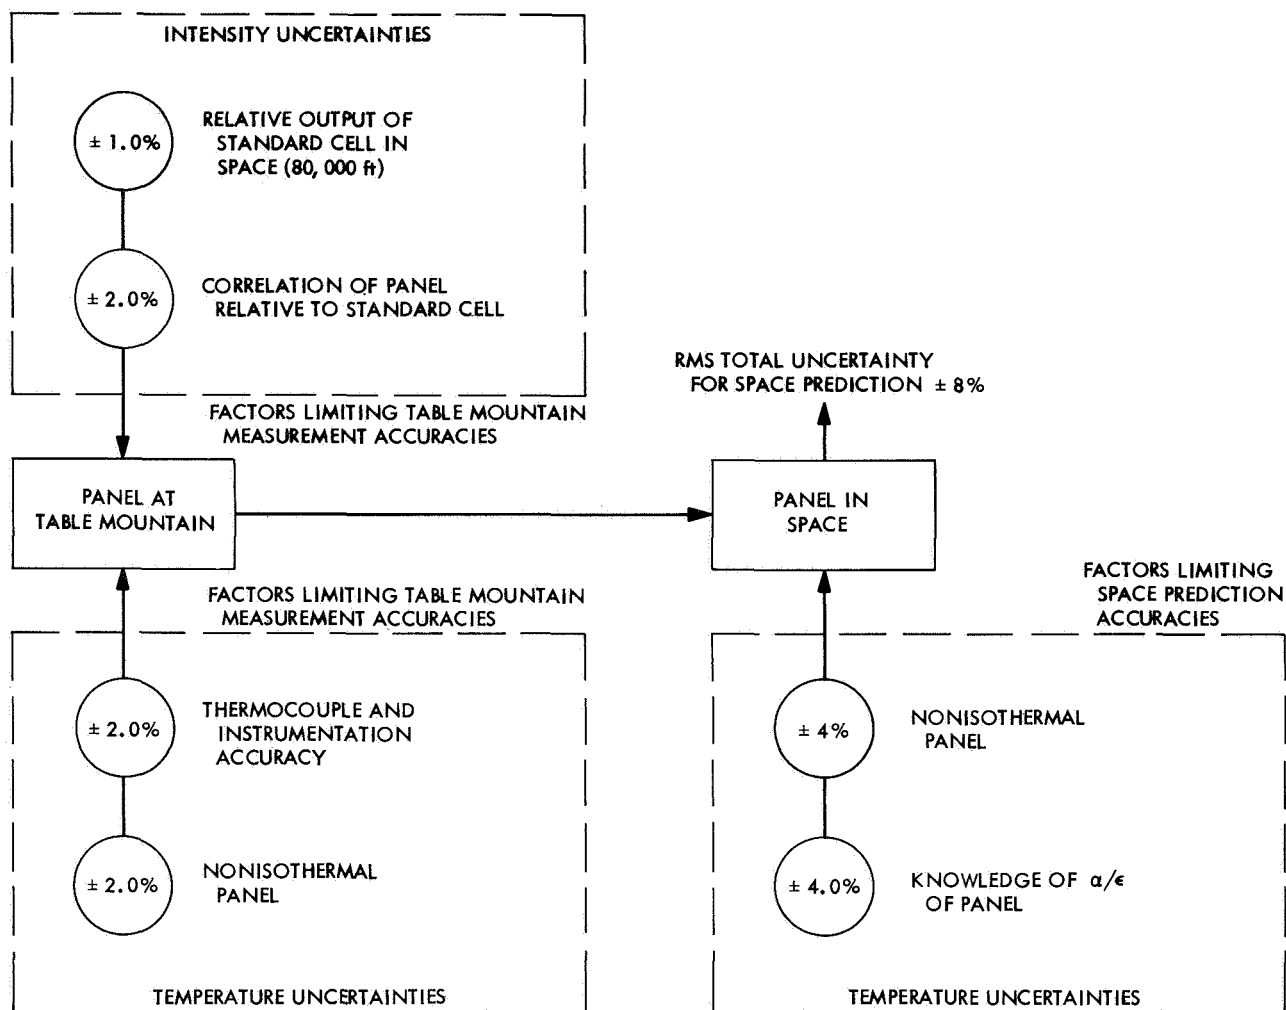 INTENSITY UNCERTAINTIES
± 1.0%
RELATIVE OUTPUT OF
STANDARD CELL IN
SPACE (80, 000 ft)
± 2.0%
CORRELATION OF PANEL
RELATIVE TO STANDARD CELL
FACTORS LIMITING TABLE MOUNTAIN
MEASUREMENT ACCURACIES
PANEL AT
TABLE MOUNTAIN
RMS TOTAL UNCERTAINTY
FOR SPACE PREDICTION ± 8%
PANEL IN
SPACE
FACTORS LIMITING TABLE MOUNTAIN
MEASUREMENT ACCURACIES
± 2.0%
THERMOCOUPLE AND
INSTRUMENTATION
ACCURACY
± 2.0%
NONISOTHERMAL
PANEL
TEMPERATURE UNCERTAINTIES
FACTORS LIMITING
SPACE PREDICTION
ACCURACIES
± 4%
NONISOTHERMAL
PANEL
± 4.0%
KNOWLEDGE OF α/ϵ
OF PANEL
TEMPERATURE UNCERTAINTIES